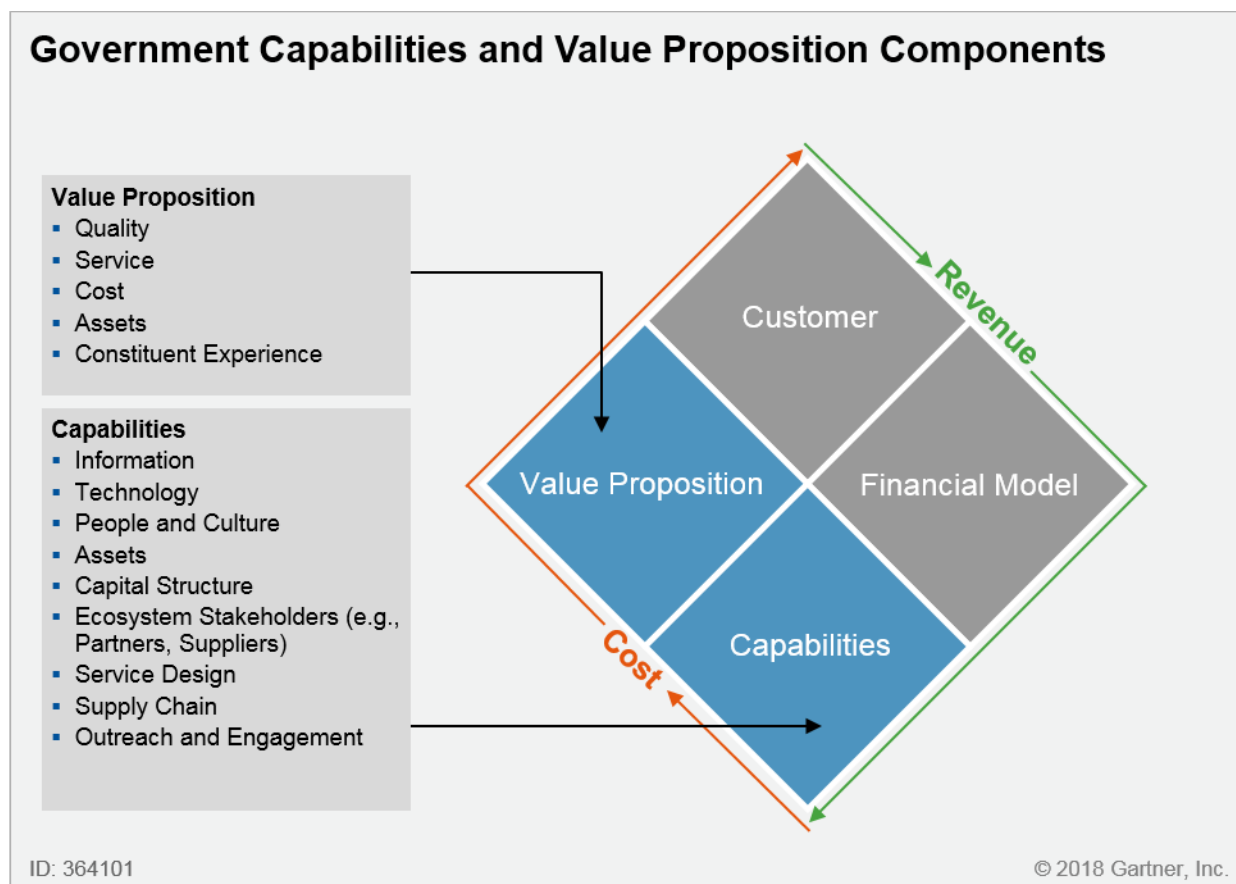 Government Capabilities and Value Proposition Components
Value Proposition
▪ Quality
▪ Service
▪ Cost
▪ Assets
▪ Constituent Experience
Capabilities
▪ Information
▪ Technology
▪ People and Culture
▪ Assets
▪ Capital Structure
▪ Ecosystem Stakeholders (e.g.,
Partners, Suppliers)
▪ Service Design
▪ Supply Chain
▪ Outreach and Engagement
Customer
Revenue
Value Proposition
Financial Model
Capabilities
Cost
ID: 364101
© 2018 Gartner, Inc.